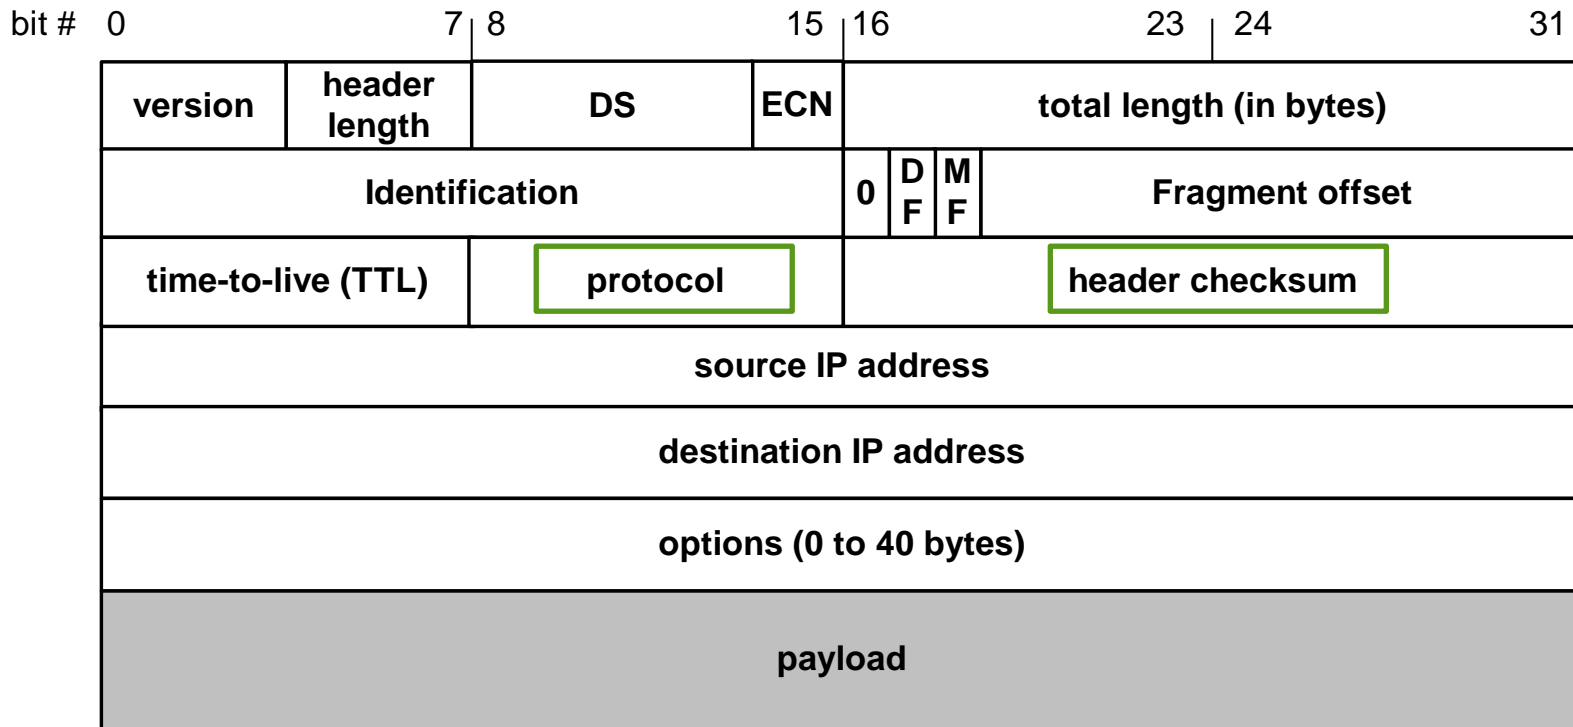 bit # 0 7 8 15 16 23 24 31
version header length DS ECN total length (in bytes)
Identification 0 DF MF Fragment offset
time-to-live (TTL) protocol header checksum
source IP address
destination IP address
options (0 to 40 bytes)
payload